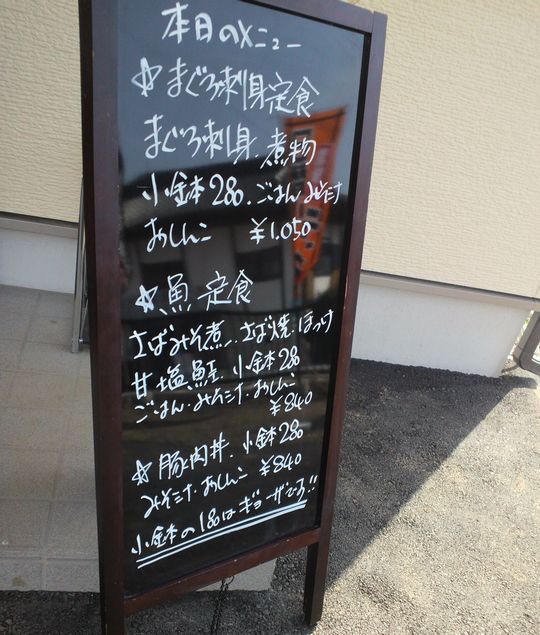 本日のメニュー
☆まぐろ刺身定食
まぐろ刺身.煮物
小鉢2品.ごはん みそ汁
おしんこ ¥1.050
☆魚定食
さばみそ煮.さば焼.ほっけ
甘塩鮭.小鉢2品
ごはん.みそ汁.おしんこ
¥840
☆豚肉丼.小鉢2品
みそ汁.おしんこ ¥840
小鉢の1品はギョーザです!!